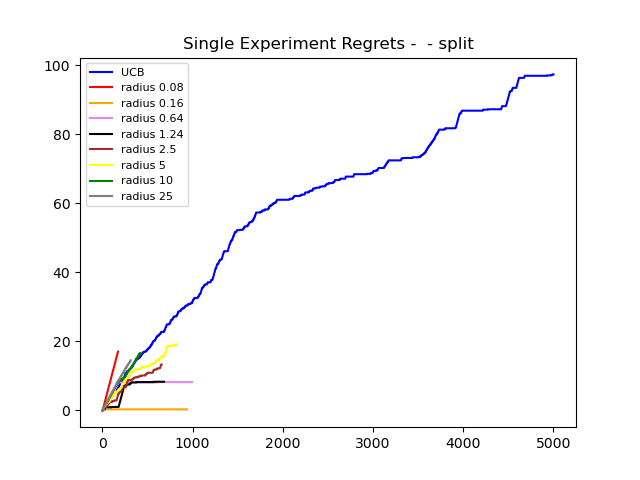 Single Experiment Regrets -  - split
100
80
60
40
20
0
UCB
radius 0.08
radius 0.16
radius 0.64
radius 1.24
radius 2.5
radius 5
radius 10
radius 25
0 1000 2000 3000 4000 5000